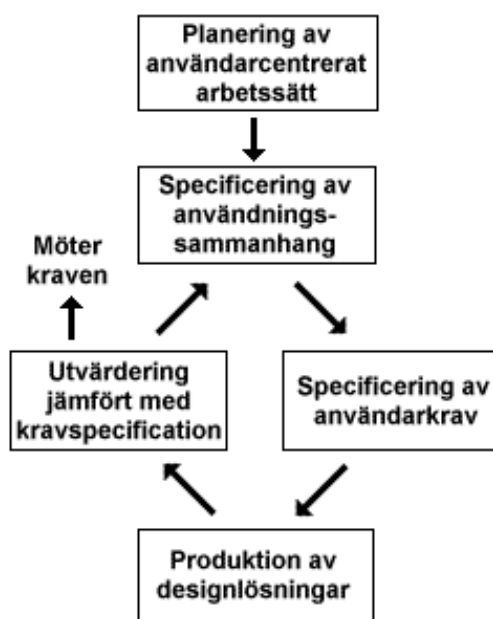 Planering av
användarcentrerat
arbetssätt
Specificering av
användnings-
sammanhang
Möter
kraven
Utvärdering
jämfört med
kravspecification
Specificering av
användarkrav
Produktion av
designlösningar